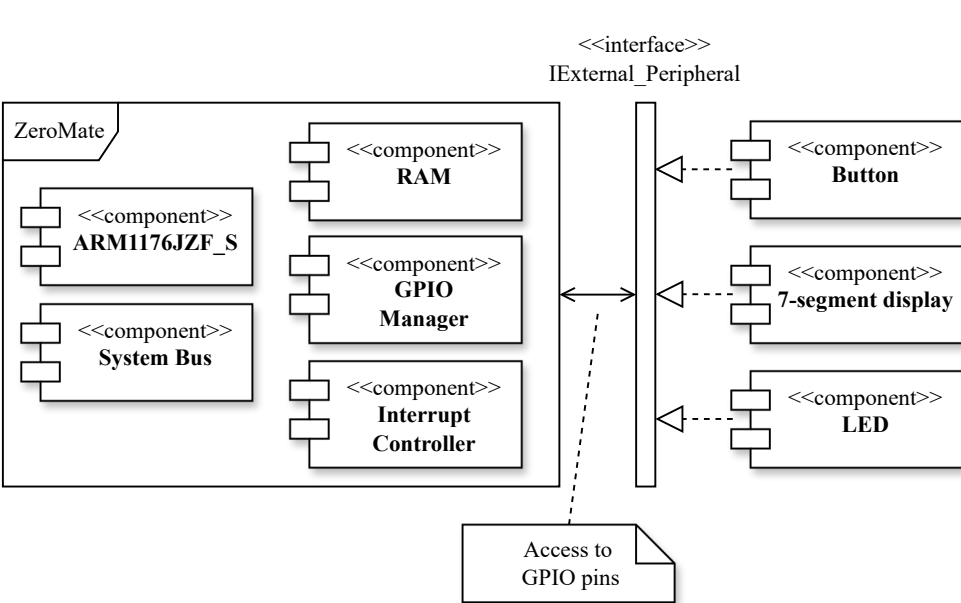 <<interface>>
IExternal_Peripheral
ZeroMate
<<component>>
ARM1176JZF_S
<<component>>
System Bus
<<component>>
RAM
<<component>>
GPIO
Manager
<<component>>
Interrupt
Controller
<<component>>
Button
<<component>>
7-segment display
<<component>>
LED
Access to
GPIO pins